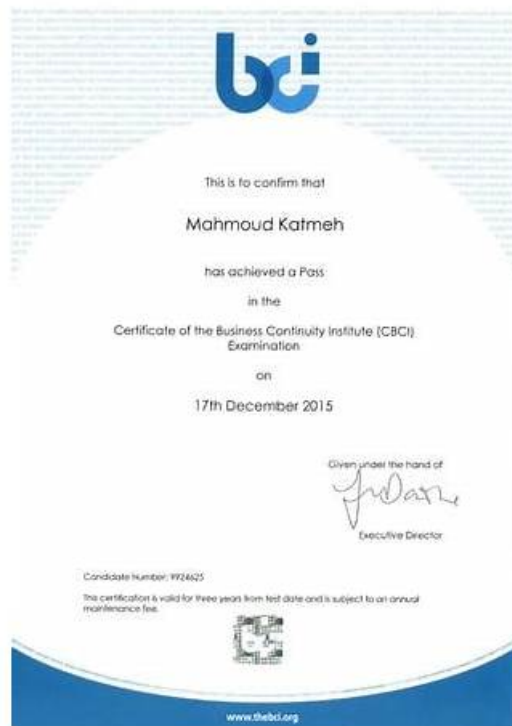 bci
This is to confirm that
Mahmoud Katmeh
has achieved a Pass
in the
Certificate of the Business Continuity Institute (CBCI)
Examination
on
17th December 2015
Given under the hand of
Executive Director
Candidate Number: 9924625
This certification is valid for three years from test date and is subject to an annual
maintenance fee.
www.thebci.org